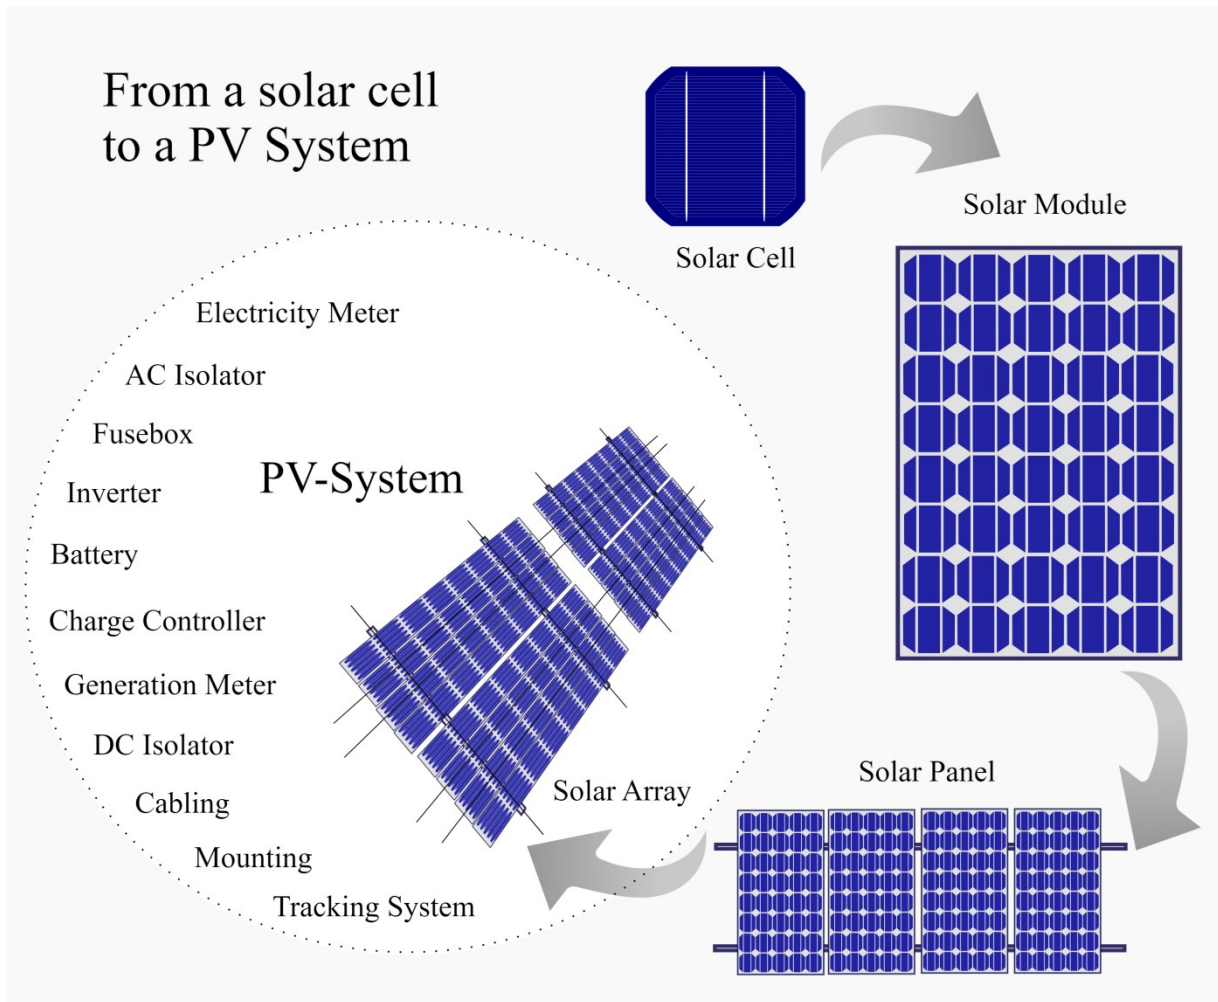 From a solar cell
to a PV System
Solar Cell
Solar Module
Solar Panel
Solar Array
PV-System
Electricity Meter
AC Isolator
Fusebox
Inverter
Battery
Charge Controller
Generation Meter
DC Isolator
Cabling
Mounting
Tracking System